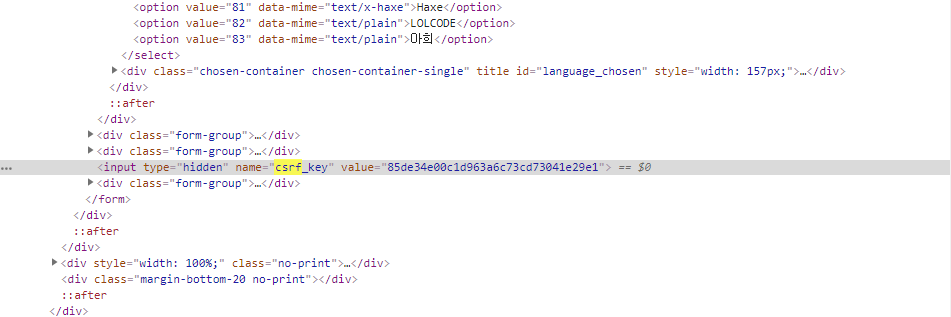 <option value="81" data-mime="text/x-haxe">Haxe</option>
<option value="82" data-mime="text/plain">LOLCODE</option>
<option value="83" data-mime="text/plain">아희</option>
</select>
▶<div class="chosen-container chosen-container-single" title id="language_chosen" style="width: 157px;">…</div>
</div>
::after
</div>
▶<div class="form-group">…</div>
▶<div class="form-group">…</div>
… <input type="hidden" name="csrf_key" value="85de34e00c1d963a6c73cd73041e29e1"> == $0
▶<div class="form-group">…</div>
</form>
</div>
::after
</div>
▶<div style="width: 100%;" class="no-print">…</div>
<div class="margin-bottom-20 no-print"></div>
::after
</div>